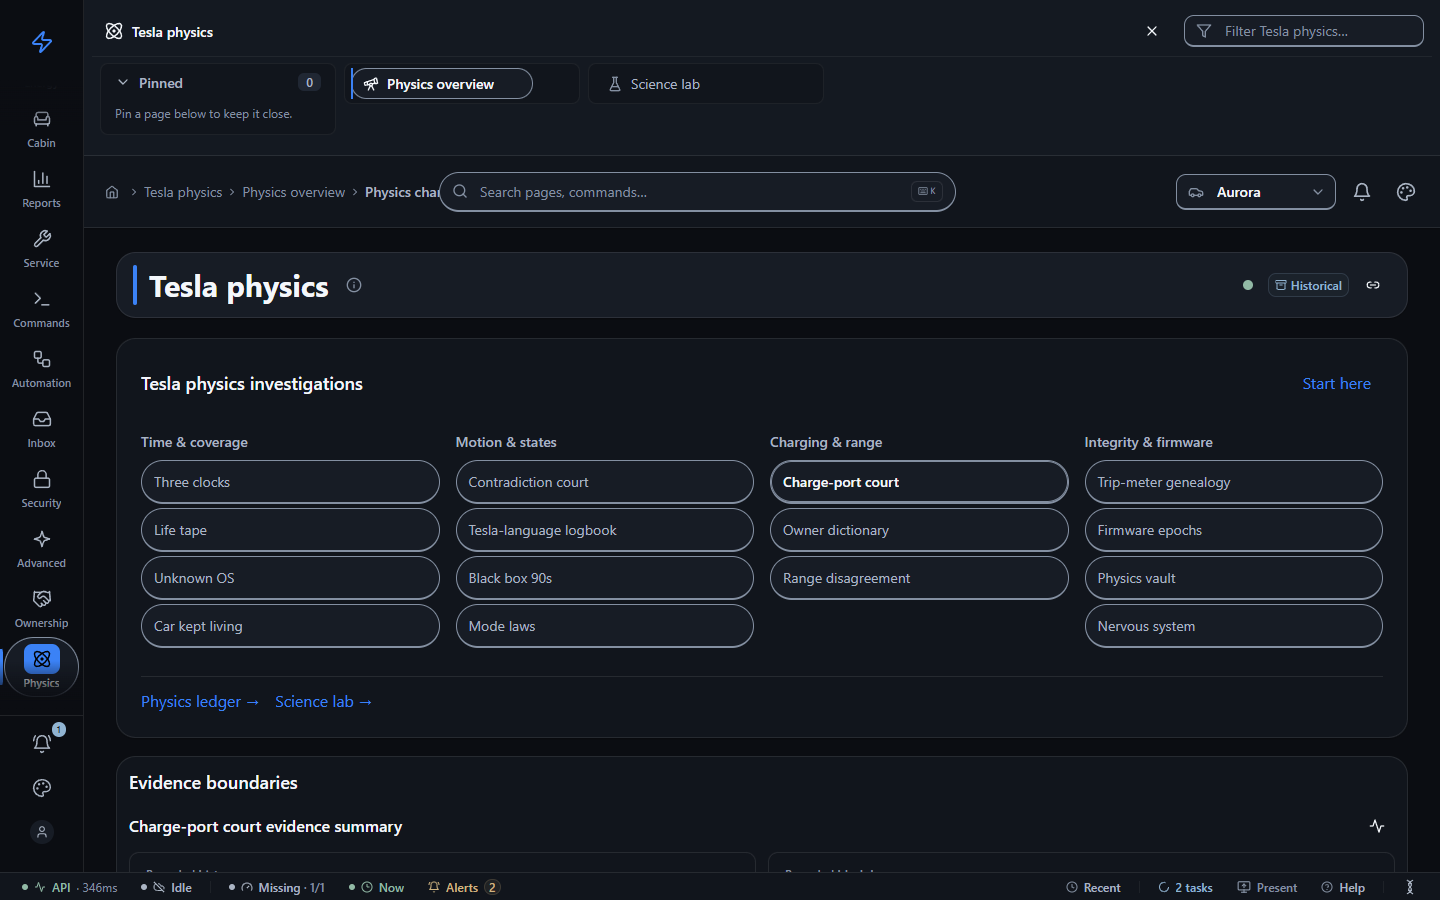 Tesla physics
Filter Tesla physics...
Pinned
0
Pin a page below to keep it close.
Physics overview
Science lab
Cabin
Reports
Service
Commands
Automation
Inbox
Security
Advanced
Ownership
Physics
1
Tesla physics
Physics overview
Physics char
Search pages, commands...
K
Aurora
Tesla physics
Historical
Tesla physics investigations
Start here
Time & coverage
Three clocks
Life tape
Unknown OS
Car kept living
Motion & states
Contradiction court
Tesla-language logbook
Black box 90s
Mode laws
Charging & range
Charge-port court
Owner dictionary
Range disagreement
Integrity & firmware
Trip-meter genealogy
Firmware epochs
Physics vault
Nervous system
Physics ledger →
Science lab →
Evidence boundaries
Charge-port court evidence summary
API · 346ms
Idle
Missing · 1/1
Now
Alerts 2
Recent
2 tasks
Present
Help